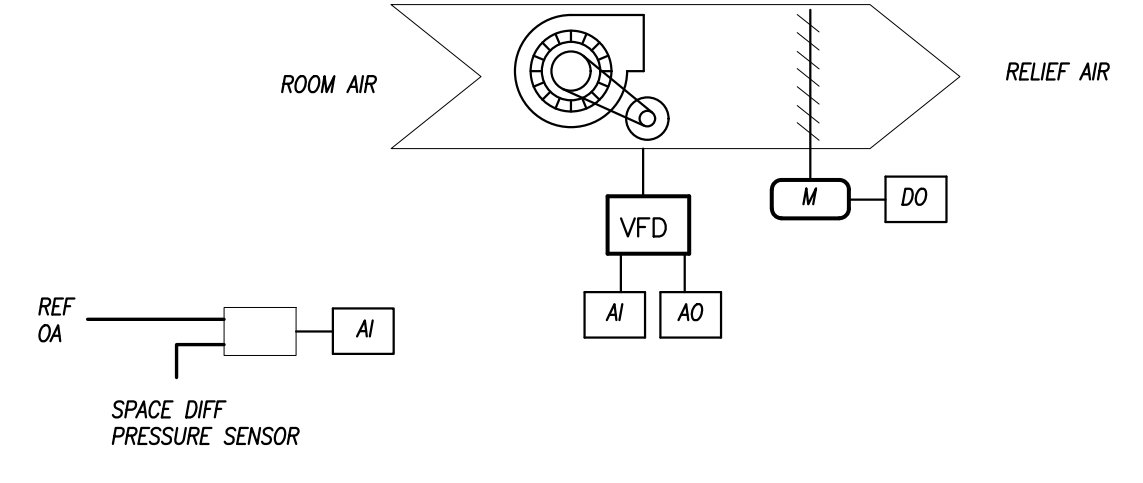 ROOM AIR
RELIEF AIR
M
DO
VFD
AI
AO
REF
OA
AI
SPACE DIFF
PRESSURE SENSOR